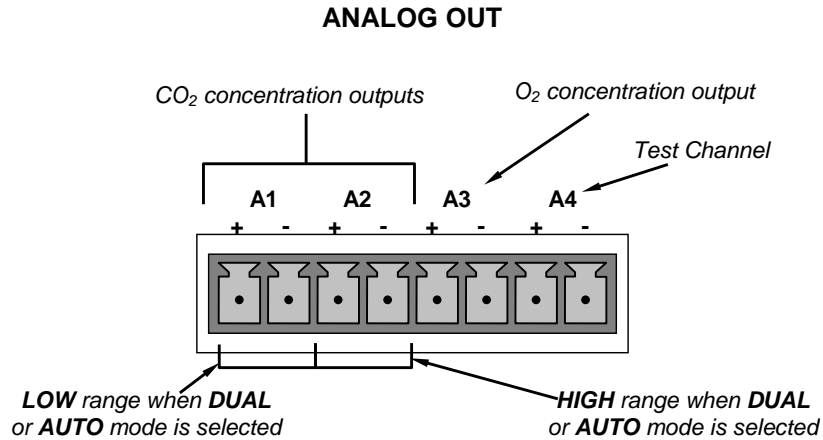 ANALOG OUT
CO₂ concentration outputs
O₂ concentration output
Test Channel
A1 A2 A3 A4
+ - + - + - + -
LOW range when DUAL
or AUTO mode is selected
HIGH range when DUAL
or AUTO mode is selected